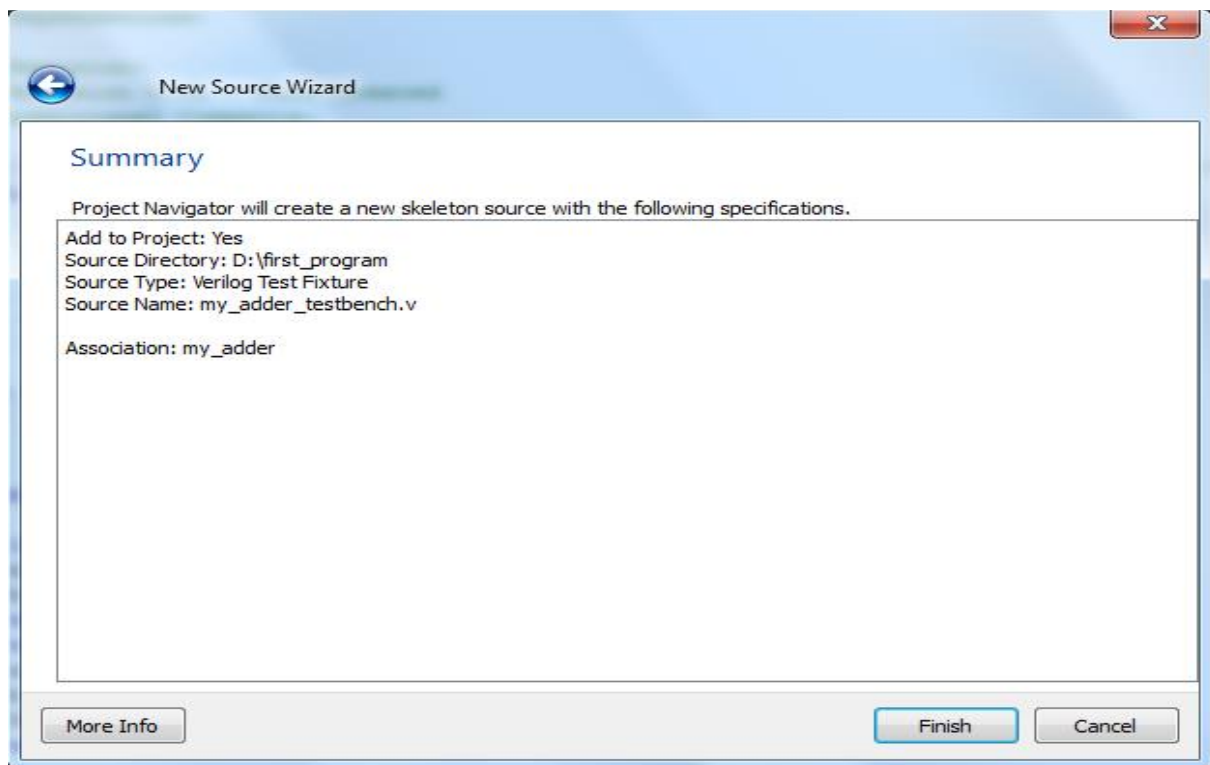 New Source Wizard
Summary
Project Navigator will create a new skeleton source with the following specifications.
Add to Project: Yes
Source Directory: D:\first_program
Source Type: Verilog Test Fixture
Source Name: my_adder_testbench.v
Association: my_adder
More Info
Finish
Cancel